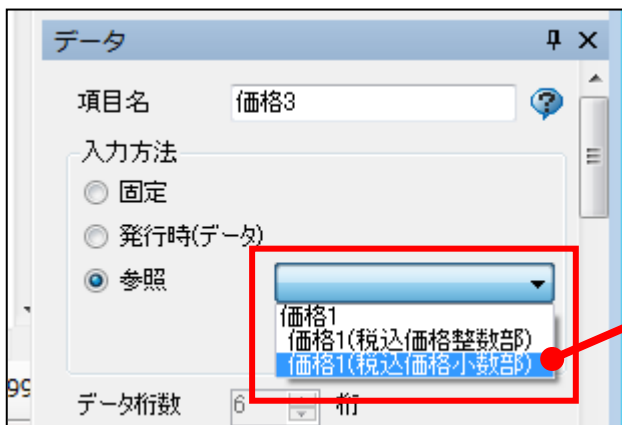 データ
項目名 価格3
入力方法
固定
発行時(データ)
参照
価格1
価格1(税込価格整数部)
価格1(税込価格小数部)
99
データ桁数 6 桁